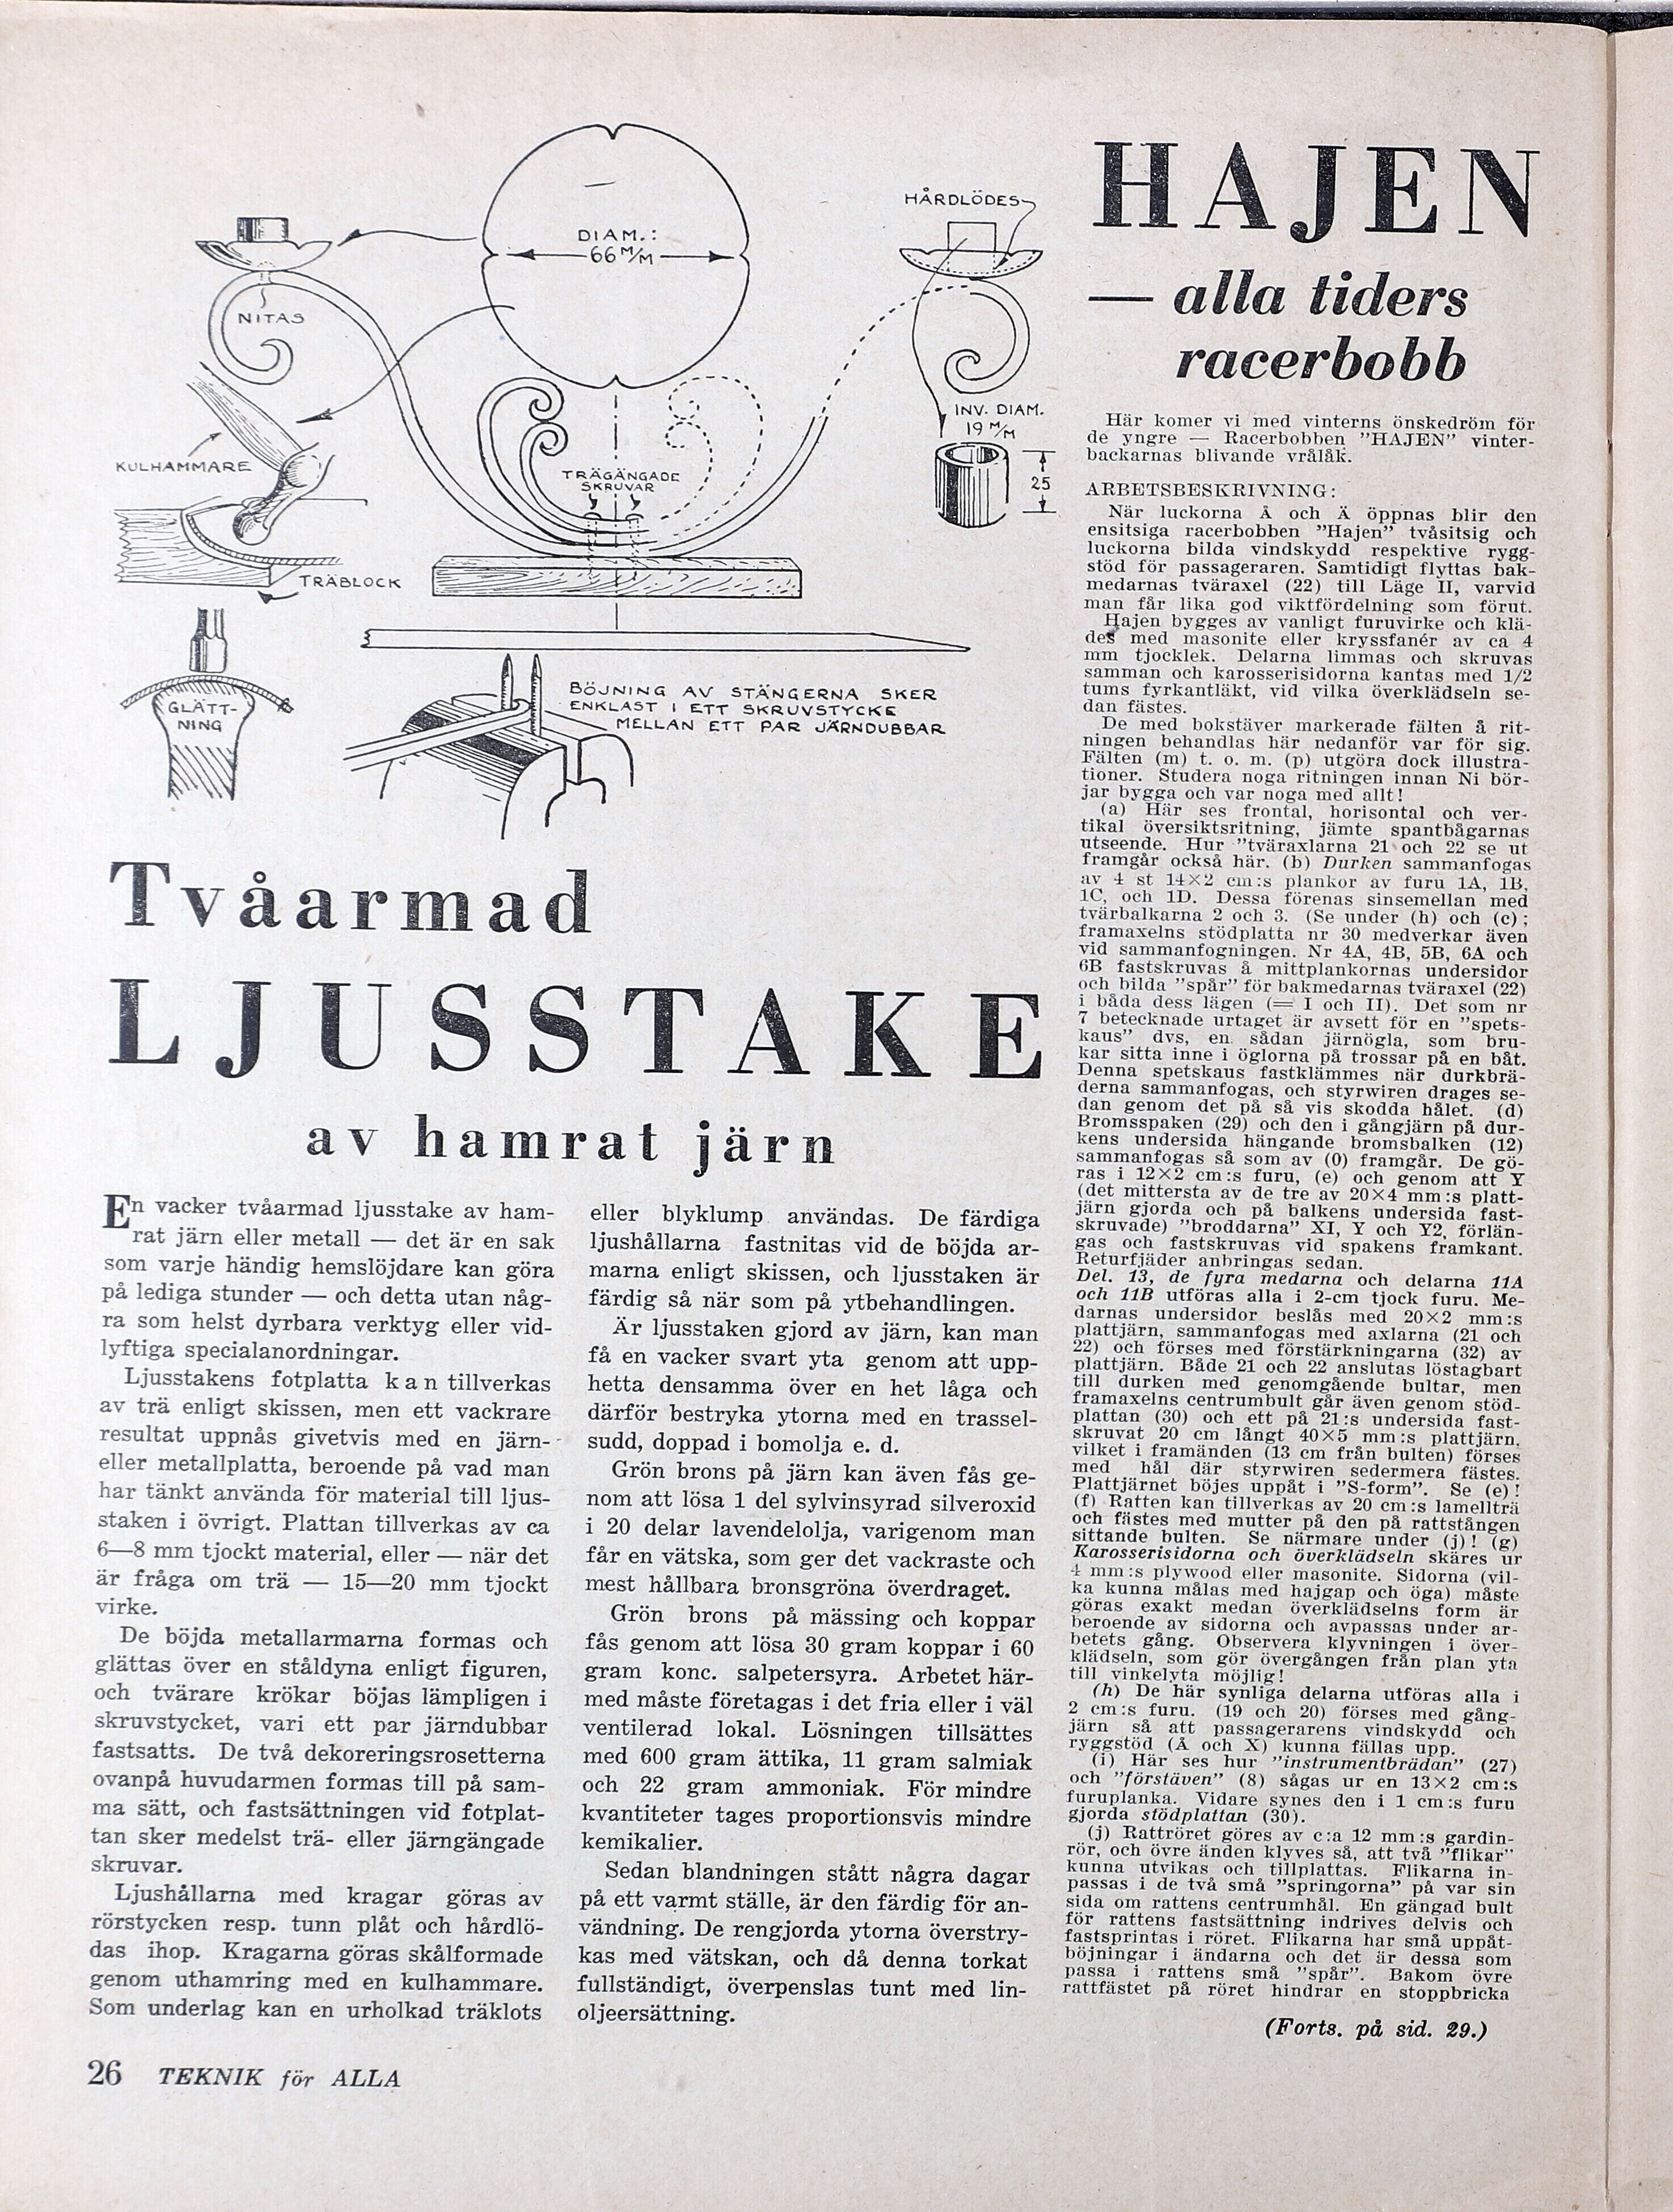 HÅRDLÖDES
DIAM.:
66 M/M
NITAS
INV. DIAM.
19 M/M
KULHAMMARE
TRÄGÄNGADE
SKRUVAR
25
TRÄBLOCK
GLÄTT-
NING
BÖJNING AV STÄNGERNA SKER
ENKLAST I ETT SKRUVSTYCKE
MELLAN ETT PAR JÄRNDUBBAR
Tvåarmad
LJUSSTAKE
av hamrat järn
En vacker tvåarmad ljusstake av ham-
rat järn eller metall — det är en sak
som varje händig hemslöjdare kan göra
på lediga stunder — och detta utan någ-
ra som helst dyrbara verktyg eller vid-
lyftiga specialanordningar.
Ljusstakens fotplatta kan tillverkas
av trä enligt skissen, men ett vackrare
resultat uppnås givetvis med en järn-
eller metallplatta, beroende på vad man
har tänkt använda för material till ljus-
staken i övrigt. Plattan tillverkas av ca
6—8 mm tjockt material, eller — när det
är fråga om trä — 15—20 mm tjockt
virke.
De böjda metallarmarna formas och
glättas över en ståldyna enligt figuren,
och tvärare krökar böjas lämpligen i
skruvstycket, vari ett par järndubbar
fastsatts. De två dekoreringsrosetterna
ovanpå huvudarmen formas till på sam-
ma sätt, och fastsättningen vid fotplat-
tan sker medelst trä- eller järngängade
skruvar.
Ljushållarna med kragar göras av
rörstycken resp. tunn plåt och hårdlö-
das ihop. Kragarna göras skålformade
genom uthamring med en kulhammare.
Som underlag kan en urholkad träklots
eller blyklump användas. De färdiga
ljushållarna fastnitas vid de böjda ar-
marna enligt skissen, och ljusstaken är
färdig så när som på ytbehandlingen.
Är ljusstaken gjord av järn, kan man
få en vacker svart yta genom att upp-
hetta densamma över en het låga och
därför bestryka ytorna med en trassel-
sudd, doppad i bomolja e. d.
Grön brons på järn kan även fås ge-
nom att lösa 1 del sylvinsyrad silveroxid
i 20 delar lavendelolja, varigenom man
får en vätska, som ger det vackraste och
mest hållbara bronsgröna överdraget.
Grön brons på mässing och koppar
fås genom att lösa 30 gram koppar i 60
gram konc. salpetersyra. Arbetet här-
med måste företagas i det fria eller i väl
ventilerad lokal. Lösningen tillsättes
med 600 gram ättika, 11 gram salmiak
och 22 gram ammoniak. För mindre
kvantiteter tages proportionsvis mindre
kemikalier.
Sedan blandningen stått några dagar
på ett varmt ställe, är den färdig för an-
vändning. De rengjorda ytorna överstry-
kas med vätskan, och då denna torkat
fullständigt, överpenslas tunt med lin-
oljeersättning.
HAJEN
— alla tiders
racerbobb
Här komer vi med vinterns önskedröm för
de yngre — Racerbobben "HAJEN" vinter-
backarnas blivande vrålåk.
ARBETSBESKRIVNING:
När luckorna Å och Ä öppnas blir den
ensitsiga racerbobben "Hajen" tvåsitsig och
luckorna bilda vindskydd respektive rygg-
stöd för passageraren. Samtidigt flyttas bak-
medarnas tväraxel (22) till Läge II, varvid
man får lika god viktfördelning som förut.
Hajen bygges av vanligt furuvirke och klä-
des med masonite eller kryssfanér av ca 4
mm tjocklek. Delarna limmas och skruvas
samman och karosserisidorna kantas med 1/2
tums fyrkantläkt, vid vilka överklädseln se-
dan fästes.
De med bokstäver markerade fälten å rit-
ningen behandlas här nedanför var för sig.
Fälten (m) t. o. m. (p) utgöra dock illustra-
tioner. Studera noga ritningen innan Ni bör-
jar bygga och var noga med allt!
(a) Här ses frontal, horisontal och ver-
tikal översiktsritning, jämte spantbågarnas
utseende. Hur "tväraxlarna 21 och 22 se ut
framgår också här. (b) Durken sammanfogas
av 4 st 14×2 cm:s plankor av furu 1A, 1B,
1C, och 1D. Dessa förenas sinsemellan med
tvärbalkarna 2 och 3. (Se under (h) och (c);
framaxelns stödplatta nr 30 medverkar även
vid sammanfogningen. Nr 4A, 4B, 5B, 6A och
6B fastskruvas å mittplankornas undersidor
och bilda "spår" för bakmedarnas tväraxel (22)
i båda dess lägen (= I och II). Det som nr
7 betecknade urtaget är avsett för en "spets-
kaus" dvs, en sådan järnögla, som bru-
kar sitta inne i öglorna på trossar på en båt.
Denna spetskaus fastklämmes när durkbrä-
derna sammanfogas, och styrwiren drages se-
dan genom det på så vis skodda hålet. (d)
Bromsspaken (29) och den i gångjärn på dur-
kens undersida hängande bromsbalken (12)
sammanfogas så som av (0) framgår. De gö-
ras i 12×2 cm:s furu, (e) och genom att Y
(det mittersta av de tre av 20×4 mm:s platt-
järn gjorda och på balkens undersida fast-
skruvade) "broddarna" XI, Y och Y2, förlän-
gas och fastskruvas vid spakens framkant.
Returfjäder anbringas sedan.
Del. 13, de fyra medarna och delarna 11A
och 11B utföras alla i 2-cm tjock furu. Me-
darnas undersidor beslås med 20×2 mm:s
plattjärn, sammanfogas med axlarna (21 och
22) och förses med förstärkningarna (32) av
plattjärn. Både 21 och 22 anslutas löstagbart
till durken med genomgående bultar, men
framaxelns centrumbult går även genom stöd-
plattan (30) och ett på 21:s undersida fast-
skruvat 20 cm långt 40×5 mm:s plattjärn,
vilket i framänden (13 cm från bulten) förses
med hål där styrwiren sedermera fästes.
Plattjärnet böjes uppåt i "S-form". Se (e)!
(f) Ratten kan tillverkas av 20 cm:s lamellträ
och fästes med mutter på den på rattstången
sittande bulten. Se närmare under (j)! (g)
Karosserisidorna och överklädseln skäres ur
4 mm:s plywood eller masonite. Sidorna (vil-
ka kunna målas med hajgap och öga) måste
göras exakt medan överklädselns form är
beroende av sidorna och avpassas under ar-
betets gång. Observera klyvningen i över-
klädseln, som gör övergången från plan yta
till vinkelyta möjlig!
(h) De här synliga delarna utföras alla i
2 cm:s furu. (19 och 20) förses med gång-
järn så att passagerarens vindskydd och
ryggstöd (Å och X) kunna fällas upp.
(i) Här ses hur "instrumentbrädan" (27)
och "förstäven" (8) sågas ur en 13×2 cm:s
furuplanka. Vidare synes den i 1 cm:s furu
gjorda stödplattan (30).
(j) Rattröret göres av c:a 12 mm:s gardin-
rör, och övre änden klyves så, att två "flikar"
kunna utvikas och tillplattas. Flikarna in-
passas i de två små "springorna" på var sin
sida om rattens centrumhål. En gängad bult
för rattens fastsättning indrives delvis och
fastsprintas i röret. Flikarna har små uppåt-
böjningar i ändarna och det är dessa som
passa i rattens små "spår". Bakom övre
rattfästet på röret hindrar en stoppbricka
(Forts. på sid. 29.)
26 TEKNIK för ALLA